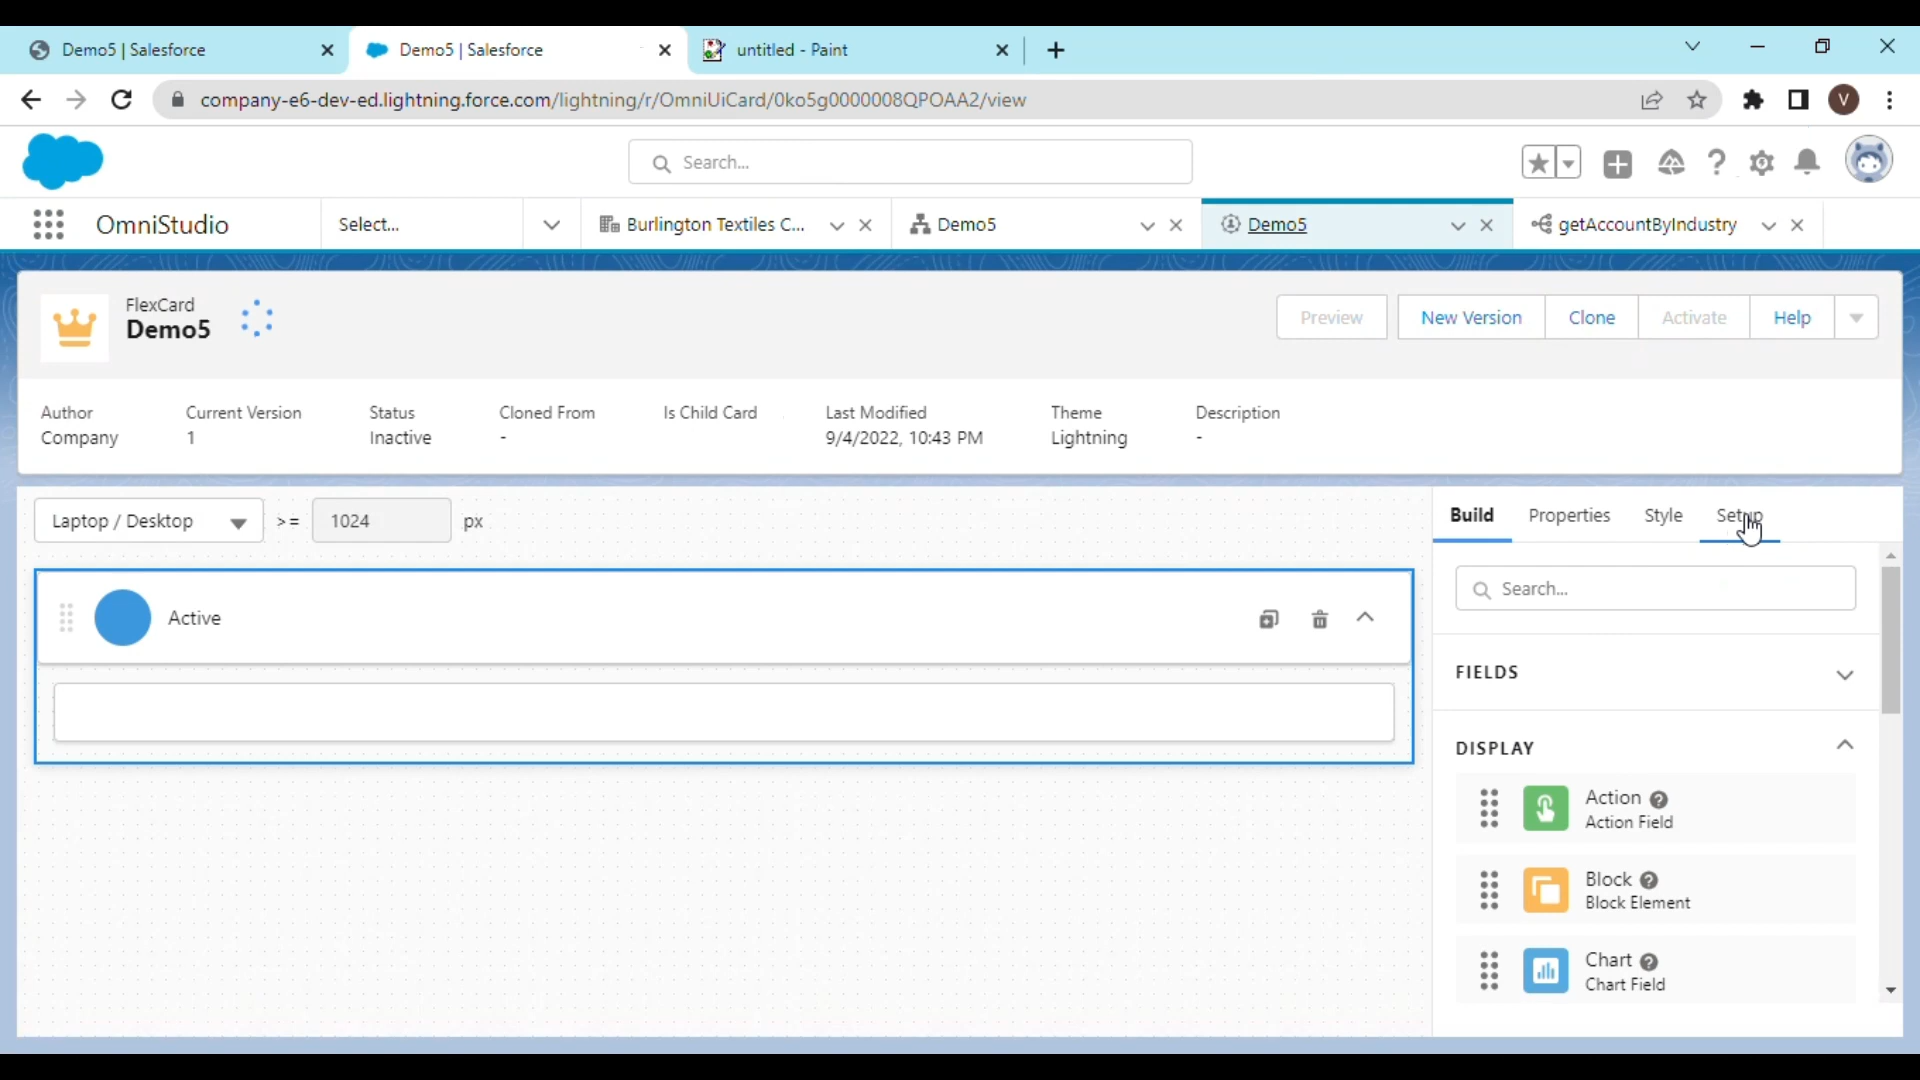 Demo5 | Salesforce
Demo5 | Salesforce
untitled - Paint
company-e6-dev-ed.lightning.force.com/lightning/r/OmniUiCard/0ko5g0000008QPOAA2/view
V
Search...
OmniStudio
Select...
Burlington Textiles C...
Demo5
Demo5
getAccountByIndustry
FlexCard
Demo5
Preview
New Version
Clone
Activate
Help
Author
Company
Current Version
1
Status
Inactive
Cloned From
-
Is Child Card
Last Modified
9/4/2022, 10:43 PM
Theme
Lightning
Description
-
Laptop / Desktop
>=
1024
px
Build
Properties
Style
Setup
Active
Search...
FIELDS
DISPLAY
Action
Action Field
Block
Block Element
Chart
Chart Field